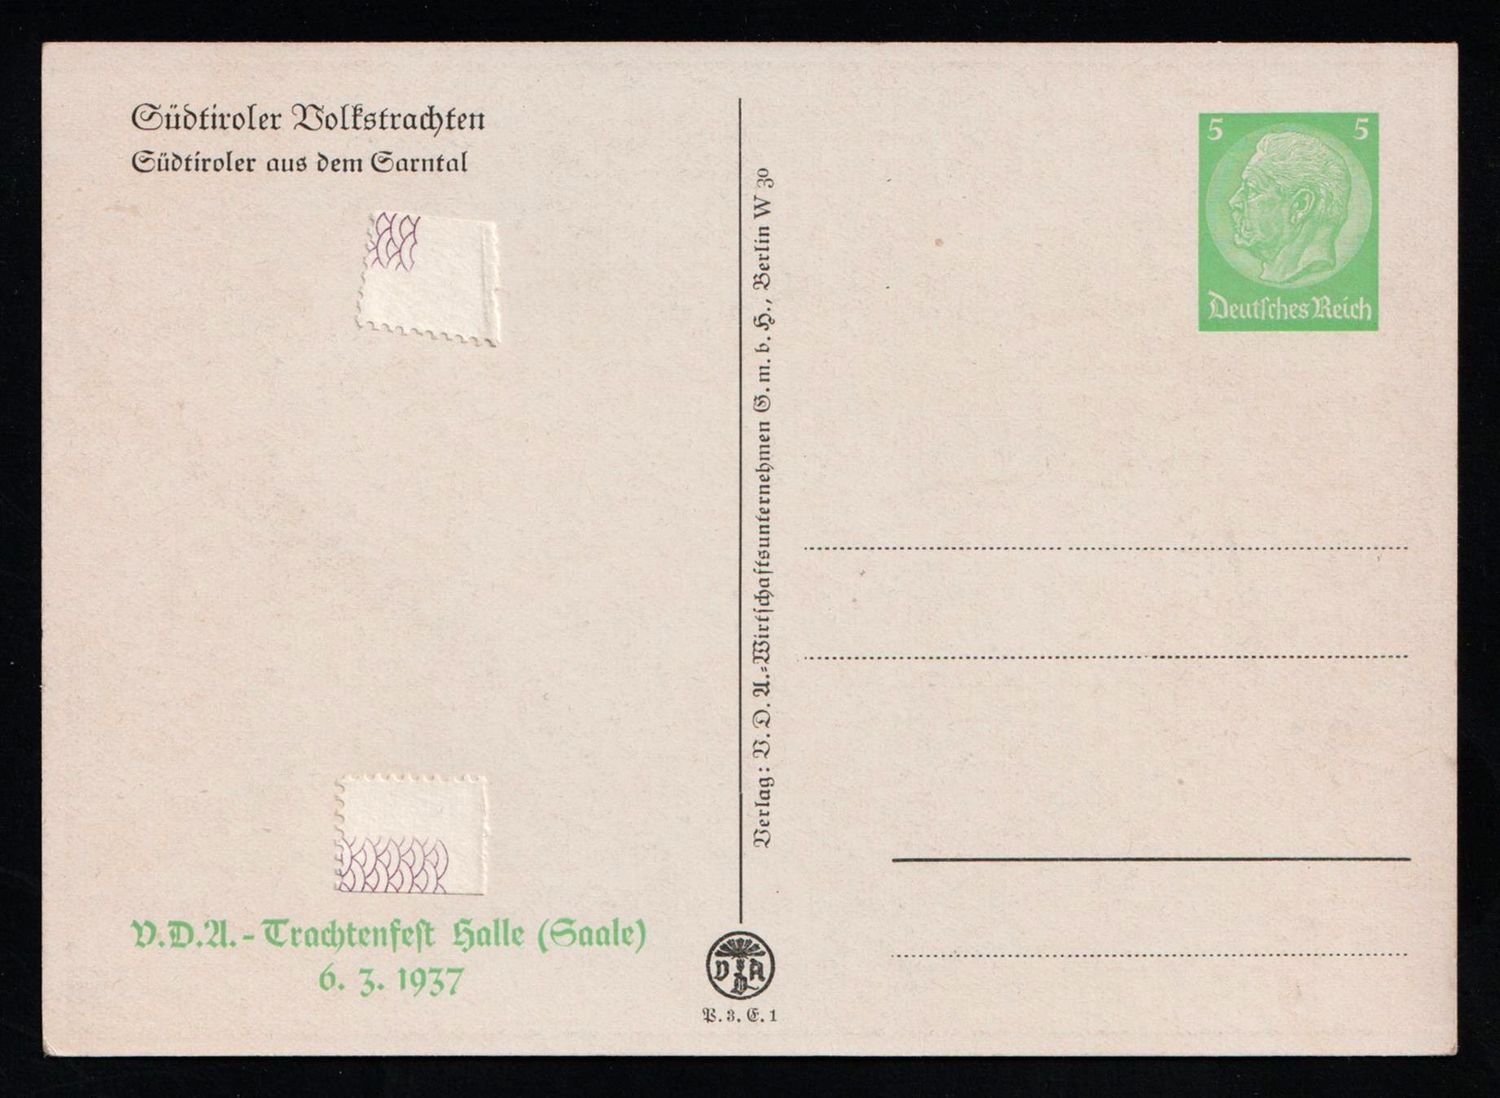 Südtiroler Volkstrachten
Südtiroler aus dem Sarntal
5 5
Deutsches Reich
Verlag: V. D. A.-Wirtschaftsunternehmen G. m. b. H., Berlin W 30
V.D.A.-Trachtenfest Halle (Saale)
6. 3. 1937
V D A
P. 3. E. 1